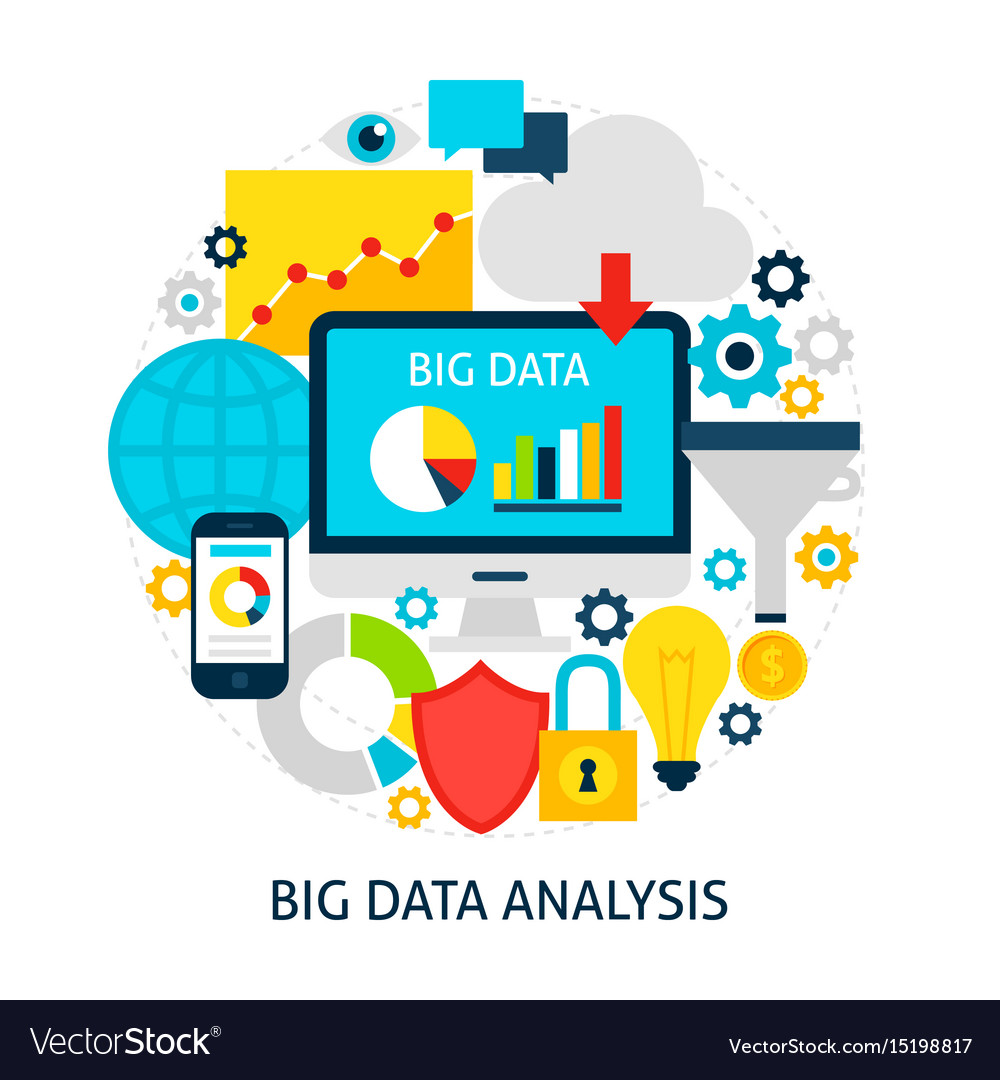 BIG DATA
$
BIG DATA ANALYSIS
VectorStock®
VectorStock.com/15198817